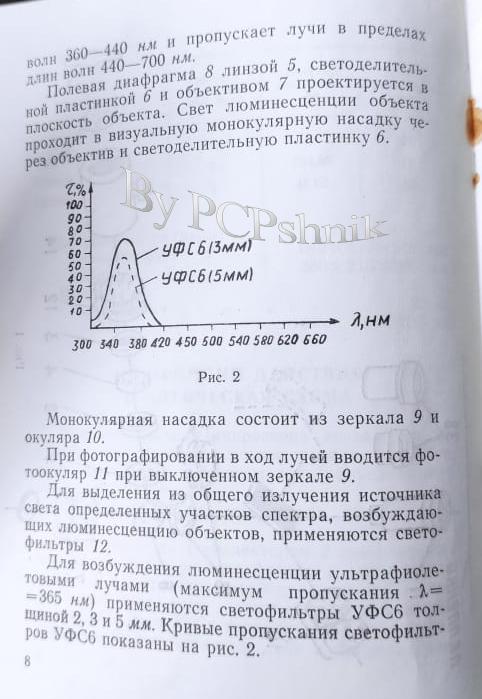 волн 360—440 нм и пропускает лучи в пределах
длин волн 440—700 нм.
Полевая диафрагма 8 линзой 5, светоделитель-
ной пластинкой 6 и объективом 7 проектируется в
плоскость объекта. Свет люминесценции объекта
проходит в визуальную монокулярную насадку че-
рез объектив и светоделительную пластинку 6.
By PCPshnik
τ,%
100
90
80
70
60
50
40
30
20
10
УФС6(3мм)
УФС6(5мм)
λ,нм
300 340 380 420 450 500 540 580 620 660
Рис. 2
Монокулярная насадка состоит из зеркала 9 и
окуляра 10.
При фотографировании в ход лучей вводится фо-
тоокуляр 11 при выключенном зеркале 9.
Для выделения из общего излучения источника
света определенных участков спектра, возбуждаю-
щих люминесценцию объектов, применяются свето-
фильтры 12.
Для возбуждения люминесценции ультрафиоле-
товыми лучами (максимум пропускания λ=
=365 нм) применяются светофильтры УФС6 тол-
щиной 2, 3 и 5 мм. Кривые пропускания светофильт-
ров УФС6 показаны на рис. 2.
8